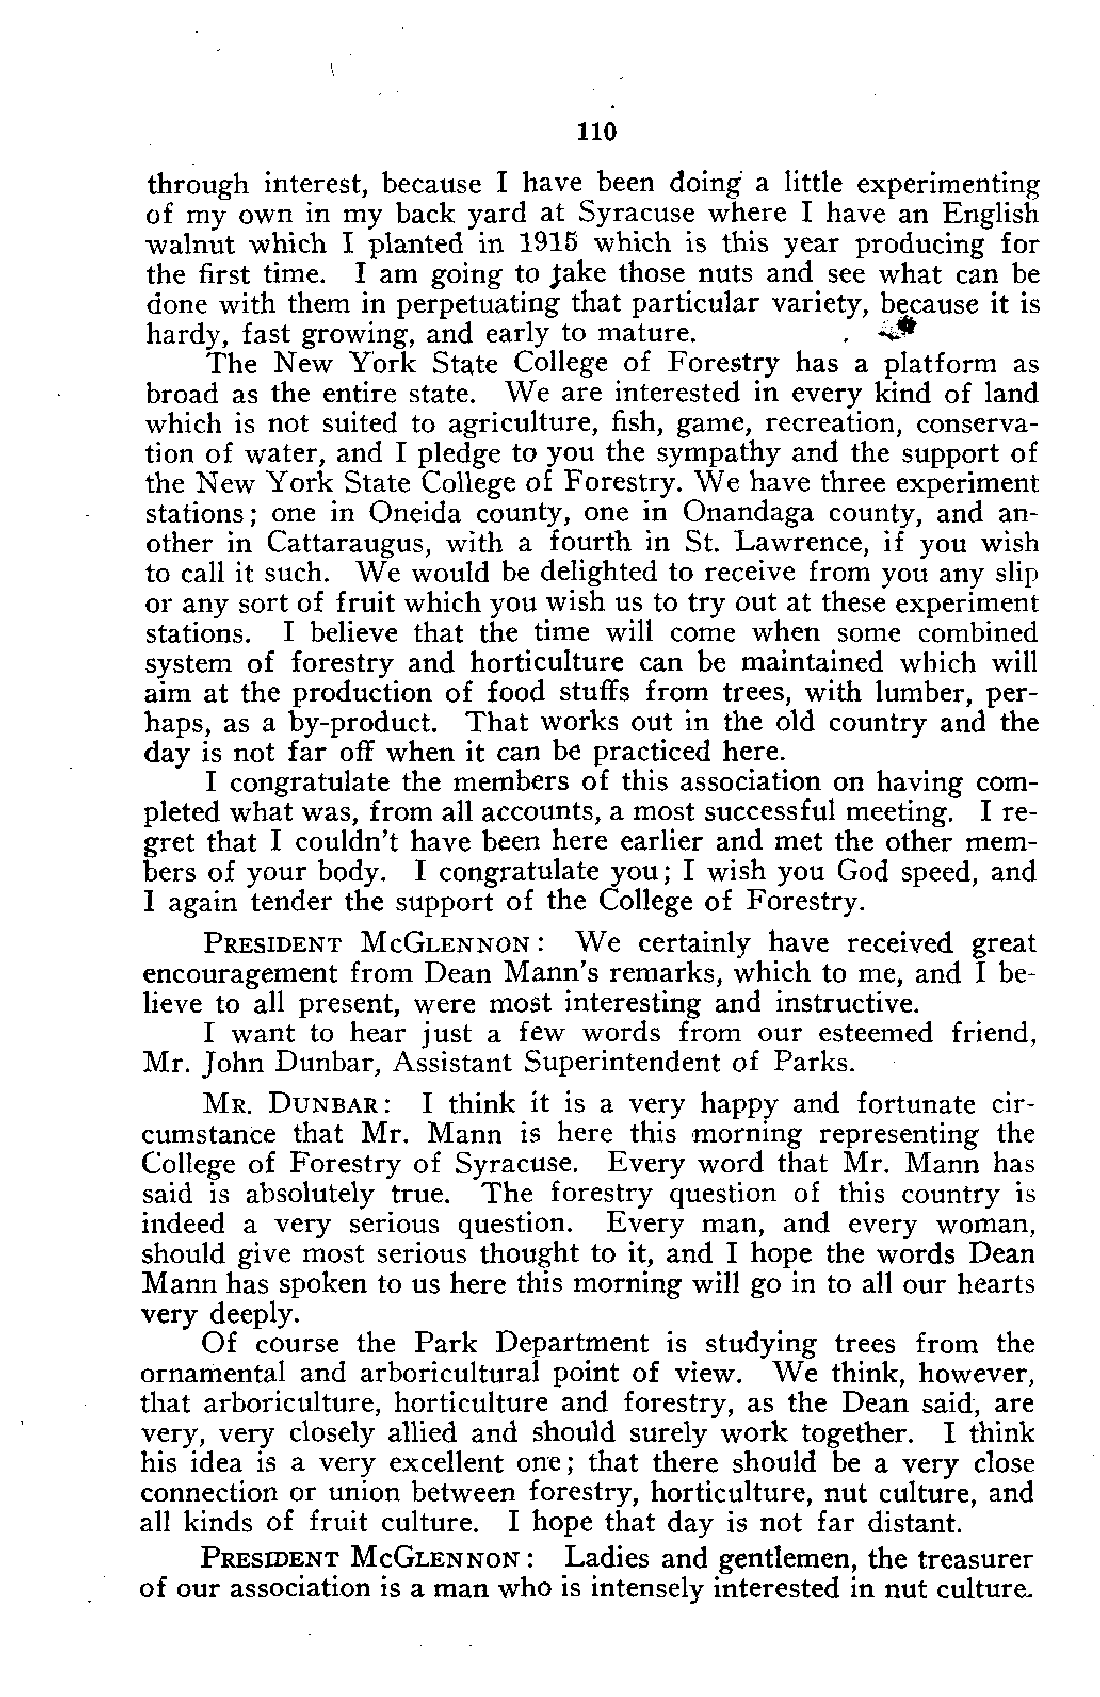 110
through interest, because I have been doing a little experimenting
of my own in my back yard at Syracuse where I have an English
walnut which I planted in 1915 which is this year producing for
the first time. I am going to take those nuts and see what can be
done with them in perpetuating that particular variety, because it is
hardy, fast growing, and early to mature.
The New York State College of Forestry has a platform as
broad as the entire state. We are interested in every kind of land
which is not suited to agriculture, fish, game, recreation, conserva-
tion of water, and I pledge to you the sympathy and the support of
the New York State College of Forestry. We have three experiment
stations; one in Oneida county, one in Onandaga county, and an-
other in Cattaraugus, with a fourth in St. Lawrence, if you wish
to call it such. We would be delighted to receive from you any slip
or any sort of fruit which you wish us to try out at these experiment
stations. I believe that the time will come when some combined
system of forestry and horticulture can be maintained which will
aim at the production of food stuffs from trees, with lumber, per-
haps, as a by-product. That works out in the old country and the
day is not far off when it can be practiced here.
I congratulate the members of this association on having com-
pleted what was, from all accounts, a most successful meeting. I re-
gret that I couldn't have been here earlier and met the other mem-
bers of your body. I congratulate you; I wish you God speed, and
I again tender the support of the College of Forestry.
PRESIDENT MCGLENNON: We certainly have received great
encouragement from Dean Mann's remarks, which to me, and I be-
lieve to all present, were most interesting and instructive.
I want to hear just a few words from our esteemed friend,
Mr. John Dunbar, Assistant Superintendent of Parks.
MR. DUNBAR: I think it is a very happy and fortunate cir-
cumstance that Mr. Mann is here this morning representing the
College of Forestry of Syracuse. Every word that Mr. Mann has
said is absolutely true. The forestry question of this country is
indeed a very serious question. Every man, and every woman,
should give most serious thought to it, and I hope the words Dean
Mann has spoken to us here this morning will go in to all our hearts
very deeply.
Of course the Park Department is studying trees from the
ornamental and arboricultural point of view. We think, however,
that arboriculture, horticulture and forestry, as the Dean said, are
very, very closely allied and should surely work together. I think
his idea is a very excellent one; that there should be a very close
connection or union between forestry, horticulture, nut culture, and
all kinds of fruit culture. I hope that day is not far distant.
PRESIDENT MCGLENNON: Ladies and gentlemen, the treasurer
of our association is a man who is intensely interested in nut culture.